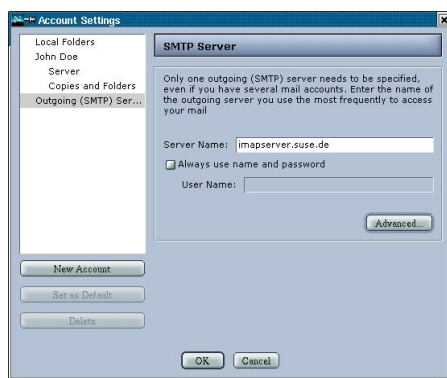 Account Settings
Local Folders
John Doe
Server
Copies and Folders
Outgoing (SMTP) Ser...
New Account
Set as Default
Delete
SMTP Server
Only one outgoing (SMTP) server needs to be specified,
even if you have several mail accounts. Enter the name of
the outgoing server you use the most frequently to access
your mail
Server Name: imapserver.suse.de
Always use name and password
User Name:
Advanced...
OK Cancel